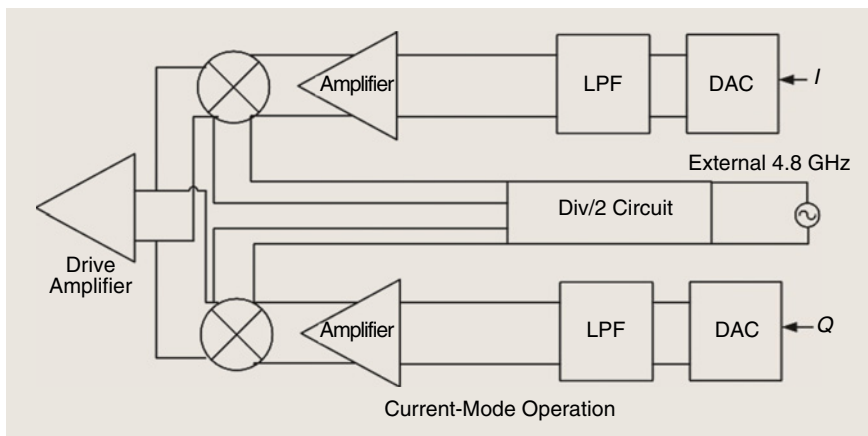 Amplifier
LPF
DAC
I
External 4.8 GHz
Div/2 Circuit
Drive
Amplifier
Amplifier
LPF
DAC
Q
Current-Mode Operation